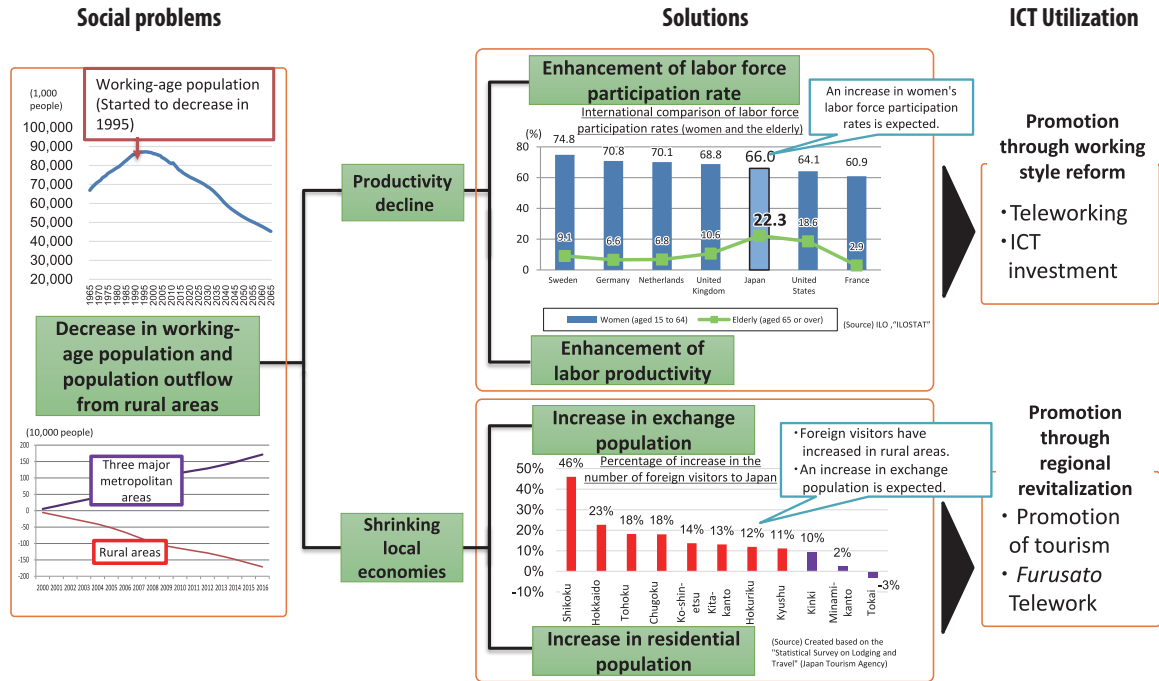 Social problems
Solutions
ICT Utilization
Working-age population
(Started to decrease in
1995)
(1,000
people)
100,000
90,000
80,000
70,000
60,000
50,000
40,000
30,000
20,000
1965
1970
1975
1980
1985
1990
1995
2000
2005
2010
2015
2020
2025
2030
2035
2040
2045
2050
2055
2060
2065
Decrease in working-
age population and
population outflow
from rural areas
(10,000 people)
200
150
100
50
0
-50
-100
-150
-200
Three major
metropolitan
areas
Rural areas
2000 2001 2002 2003 2004 2005 2006 2007 2008 2009 2010 2011 2012 2013 2014 2015 2016
Productivity
decline
Shrinking
local
economies
Enhancement of labor force
participation rate
International comparison of labor force
participation rates (women and the elderly)
An increase in women's
labor force participation
rates is expected.
(%)
80
60
40
20
0
74.8
70.8
70.1
68.8
66.0
64.1
60.9
9.1
6.6
6.8
10.6
22.3
18.6
2.9
Sweden
Germany
Netherlands
United
Kingdom
Japan
United
States
France
Women (aged 15 to 64)
Elderly (aged 65 or over)
(Source) ILO ,"ILOSTAT"
Enhancement of
labor productivity
Increase in exchange
population
Percentage of increase in the
number of foreign visitors to Japan
・Foreign visitors have
increased in rural areas.
・An increase in exchange
population is expected.
50%
40%
30%
20%
10%
0%
-10%
46%
23%
18%
18%
14%
13%
12%
11%
10%
2%
-3%
Shikoku
Hokkaido
Tohoku
Chugoku
Ko-shin-
etsu
Kita-
kanto
Hokuriku
Kyushu
Kinki
Minami-
kanto
Tokai
Increase in residential
population
(Source) Created based on the
"Statistical Survey on Lodging and
Travel" (Japan Tourism Agency)
Promotion
through working
style reform
・Teleworking
・ICT
investment
Promotion
through
regional
revitalization
・Promotion
of tourism
・Furusato
Telework